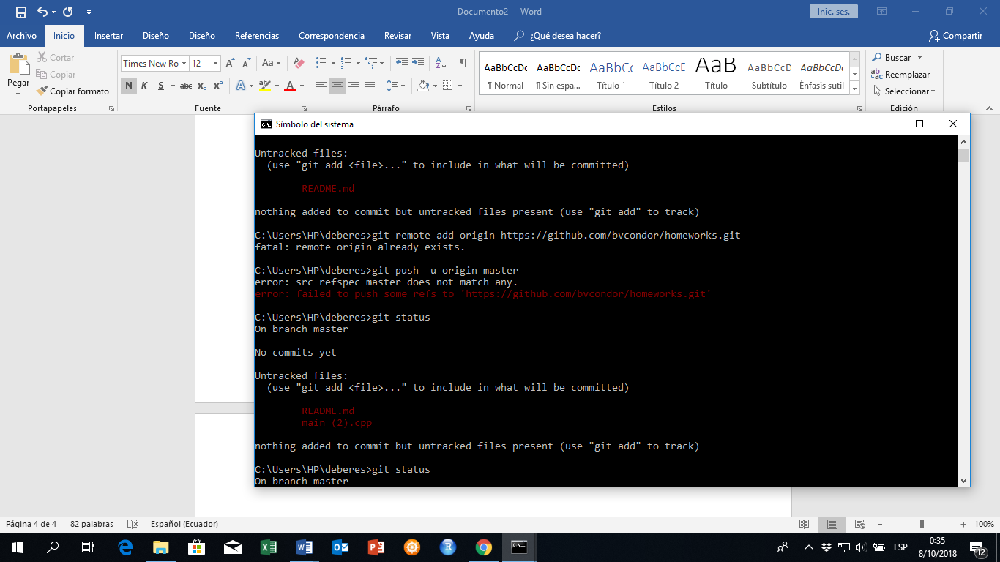 Documento2 - Word
Inic. ses.
Archivo Inicio Insertar Diseño Diseño Referencias Correspondencia Revisar Vista Ayuda ¿Qué desea hacer? Compartir
Pegar
Cortar
Copiar
Copiar formato
Portapapeles
Times New Ro 12
N K S abc x₂ x²
Fuente
Párrafo
AaBbCcDc AaBbCcDc AaBbCc AaBbCcD AaB AaBbCcD AaBbCcDc
¶ Normal ¶ Sin espa... Título 1 Título 2 Título Subtítulo Énfasis sutil
Estilos
Buscar
Reemplazar
Seleccionar
Edición
Símbolo del sistema
Untracked files:
(use "git add <file>..." to include in what will be committed)
README.md
nothing added to commit but untracked files present (use "git add" to track)
C:\Users\HP\deberes>git remote add origin https://github.com/bvcondor/homeworks.git
fatal: remote origin already exists.
C:\Users\HP\deberes>git push -u origin master
error: src refspec master does not match any.
error: failed to push some refs to 'https://github.com/bvcondor/homeworks.git'
C:\Users\HP\deberes>git status
On branch master
No commits yet
Untracked files:
(use "git add <file>..." to include in what will be committed)
README.md
main (2).cpp
nothing added to commit but untracked files present (use "git add" to track)
C:\Users\HP\deberes>git status
On branch master
Página 4 de 4 82 palabras Español (Ecuador) 100%
ESP
0:35
8/10/2018
12